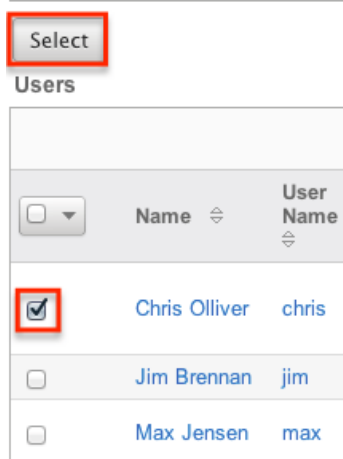 Select
Users
Name User Name
Chris Olliver chris
Jim Brennan jim
Max Jensen max